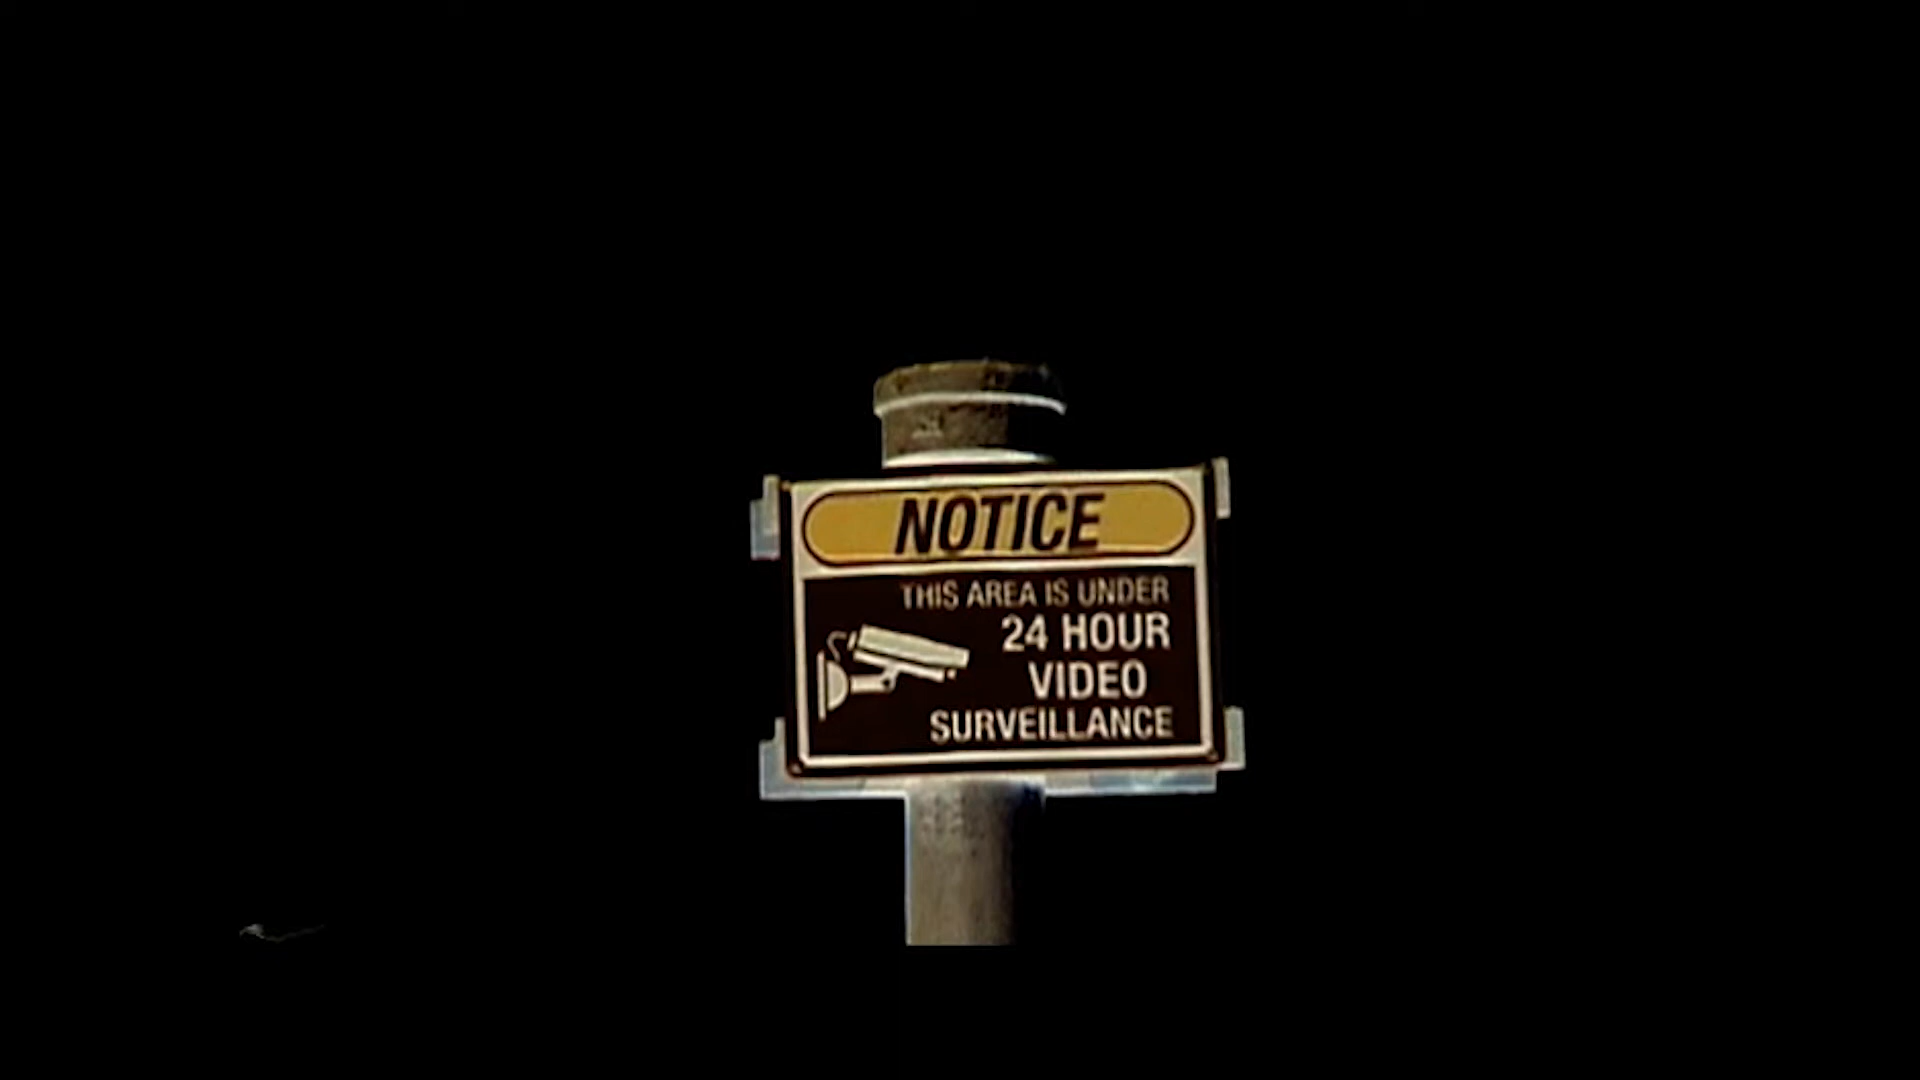 NOTICE
THIS AREA IS UNDER
24 HOUR
VIDEO
SURVEILLANCE